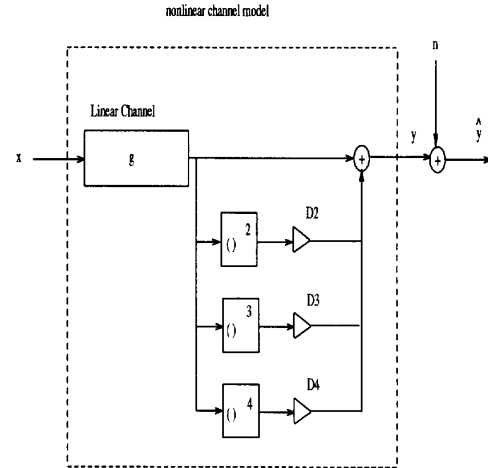 nonlinear channel model
n
Linear Channel
y
^
y
x
g
+
+
D2
( ) 2
D3
( ) 3
D4
( ) 4